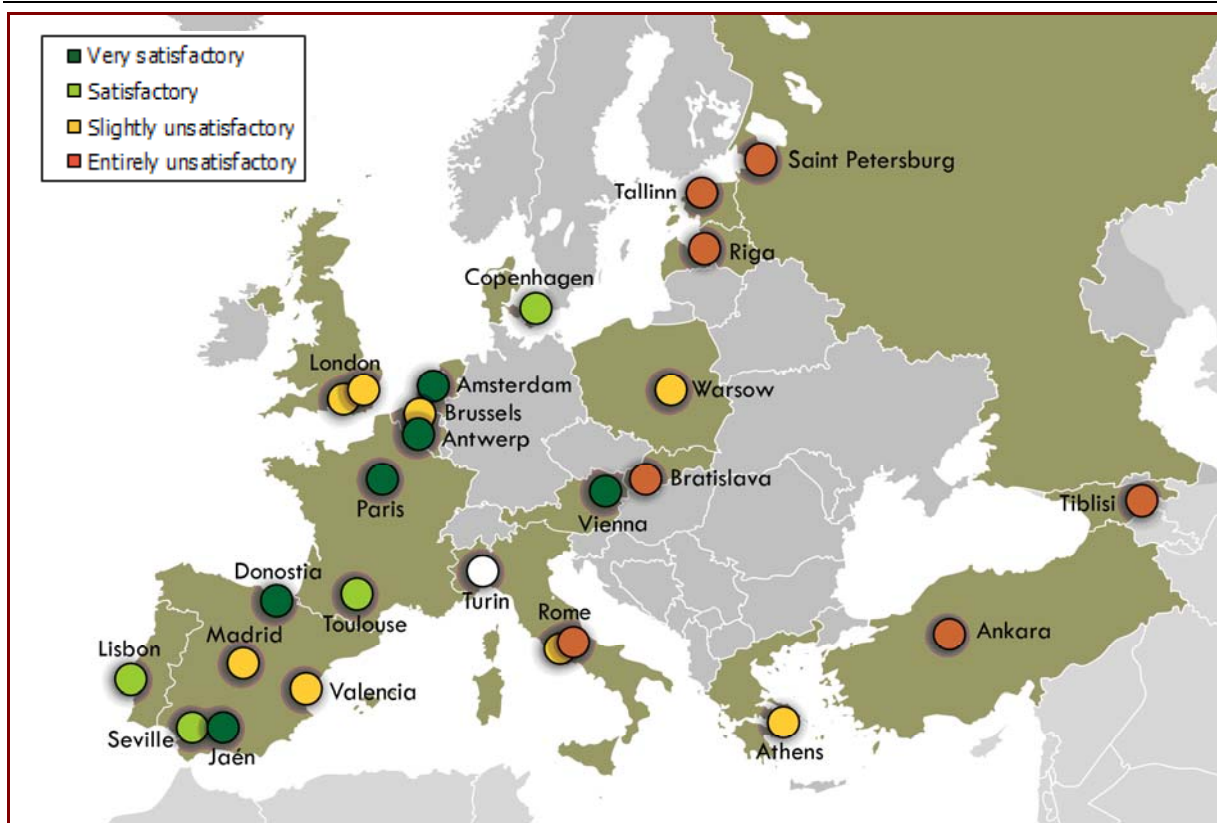 Very satisfactory
Satisfactory
Slightly unsatisfactory
Entirely unsatisfactory
Saint Petersburg
Tallinn
Riga
Copenhagen
London
Amsterdam
Warsow
Brussels
Antwerp
Bratislava
Paris
Vienna
Tiblisi
Donostia
Turin
Toulouse
Rome
Ankara
Madrid
Lisbon
Valencia
Seville
Jaén
Athens